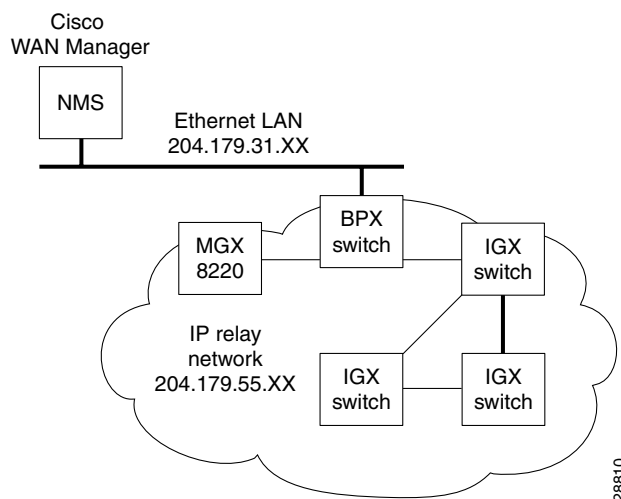 Cisco
WAN Manager
NMS
Ethernet LAN
204.179.31.XX
BPX
switch
MGX
8220
IGX
switch
IP relay
network
204.179.55.XX
IGX
switch
IGX
switch
28810